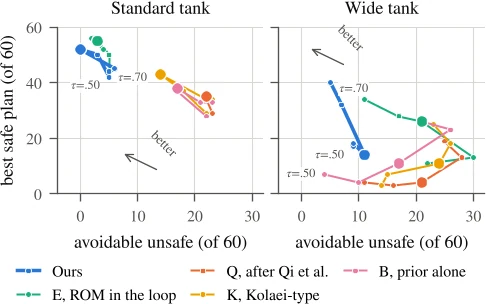 Standard tank
Wide tank
best safe plan (of 60)
60
40
20
0
τ=.50
τ=.70
better
better
τ=.70
τ=.50
τ=.50
0
10
20
30
0
10
20
30
avoidable unsafe (of 60)
avoidable unsafe (of 60)
Ours
Q, after Qi et al.
B, prior alone
E, ROM in the loop
K, Kolaei-type